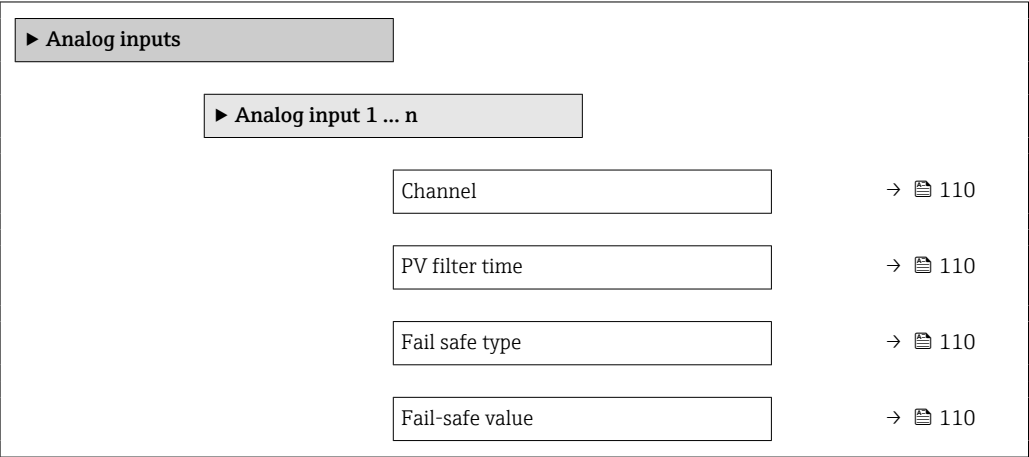 ▶ Analog inputs
▶ Analog input 1 … n
Channel → 110
PV filter time → 110
Fail safe type → 110
Fail-safe value → 110